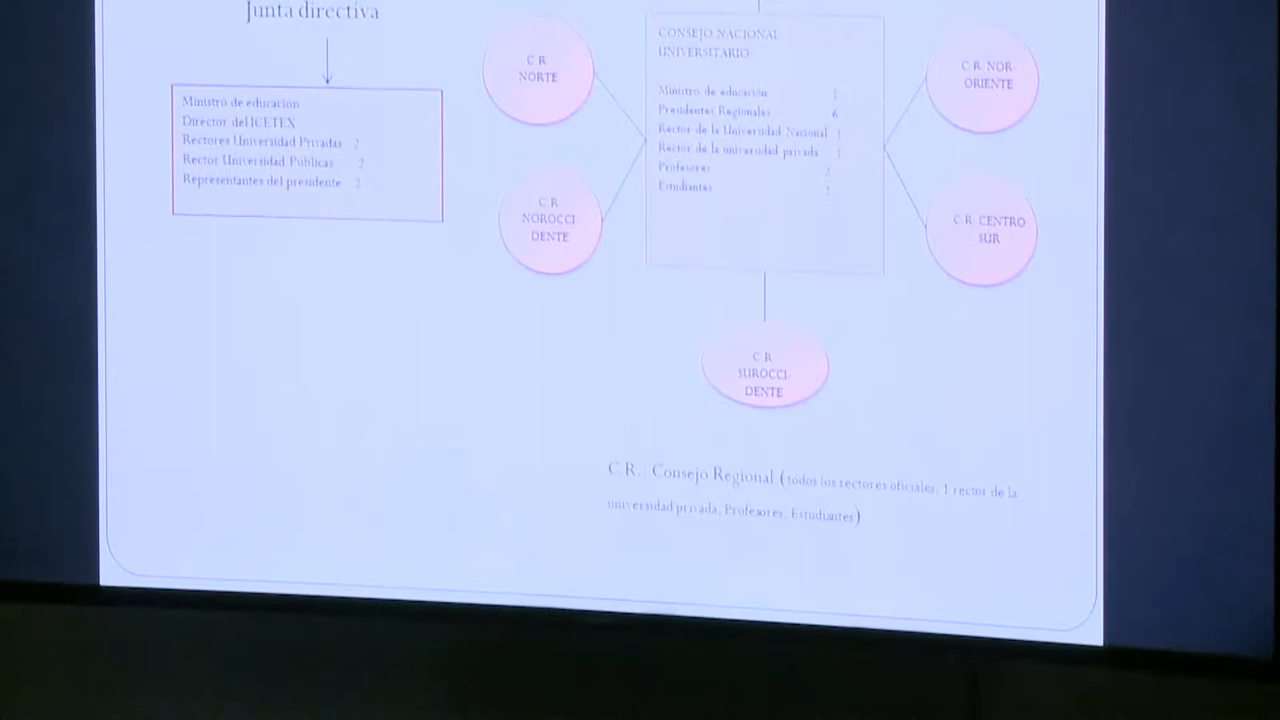 Junta directiva
Ministro de educacion
Director del ICETEX
Rectores Universidad Privadas 2
Rector Universidad Publicas 2
Representantes del presidente 2
C R
NORTE
C R
NOROCCI
DENTE
CONSEJO NACIONAL
UNIVERSITARIO
Ministro de educación 1
Presidentes Regionales 6
Rector de la Universidad Nacional 1
Rector de la universidad privada 1
Profesores 2
Estudiantes 2
C R NOR-
ORIENTE
C R CENTRO
SUR
C R
SUROCCI
DENTE
C.R.: Consejo Regional (todos los rectores oficiales, 1 rector de la
universidad privada, Profesores, Estudiantes)